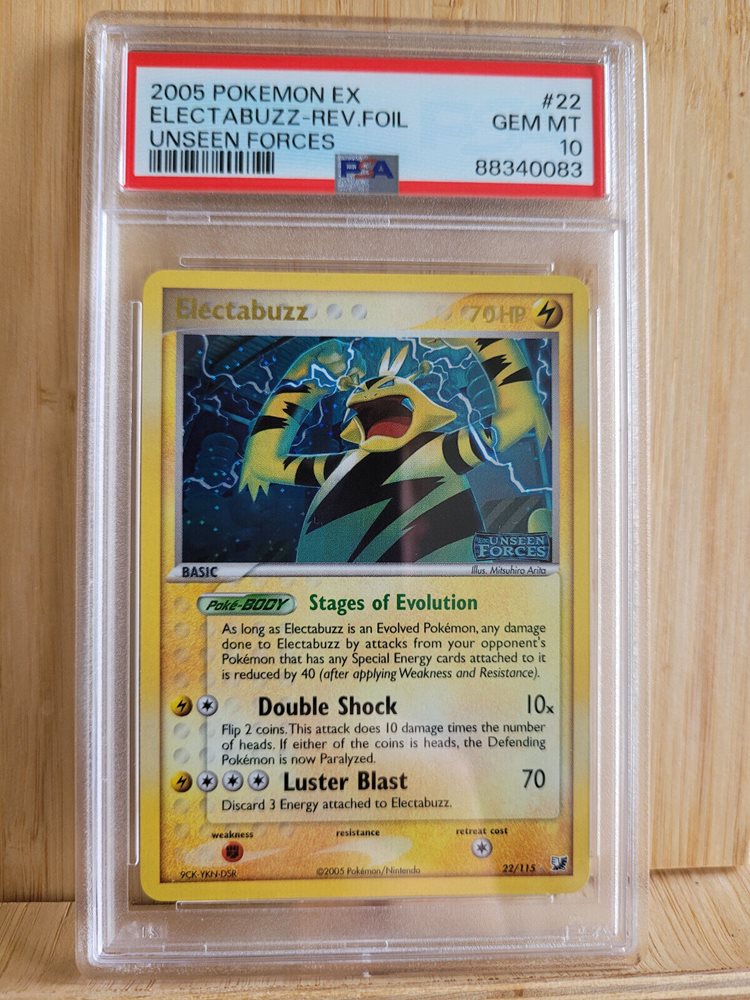 2005 POKEMON EX #22
ELECTABUZZ-REV.FOIL GEM MT
UNSEEN FORCES 10
PSA 88340083
Electabuzz 70 HP
EX UNSEEN
FORCES
BASIC Illus. Mitsuhiro Arita
Poké-BODY Stages of Evolution
As long as Electabuzz is an Evolved Pokémon, any damage
done to Electabuzz by attacks from your opponent's
Pokémon that has any Special Energy cards attached to it
is reduced by 40 (after applying Weakness and Resistance).
Double Shock 10x
Flip 2 coins. This attack does 10 damage times the number
of heads. If either of the coins is heads, the Defending
Pokémon is now Paralyzed.
Luster Blast 70
Discard 3 Energy attached to Electabuzz.
weakness resistance retreat cost
9CK-YKN-DSR ©2005 Pokémon/Nintendo 22/115